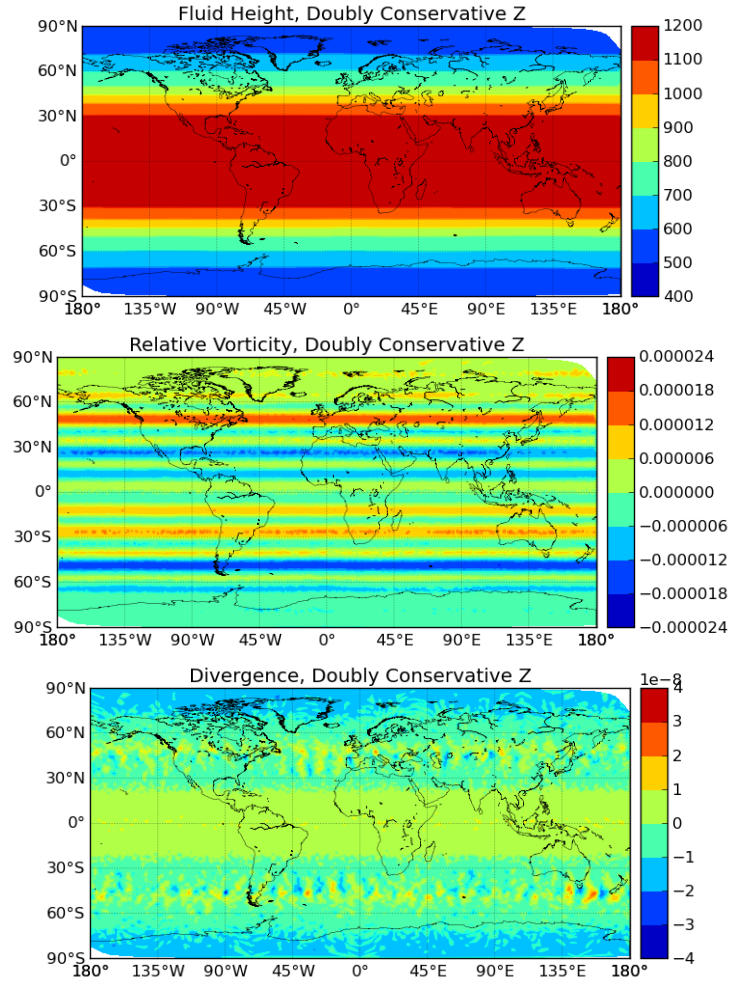 Fluid Height, Doubly Conservative Z
90°N
60°N
30°N
0°
30°S
60°S
90°S
180° 135°W 90°W 45°W 0° 45°E 90°E 135°E 180°
1200
1100
1000
900
800
700
600
500
400
Relative Vorticity, Doubly Conservative Z
90°N
60°N
30°N
0°
30°S
60°S
90°S
180° 135°W 90°W 45°W 0° 45°E 90°E 135°E 180°
0.000024
0.000018
0.000012
0.000006
0.000000
−0.000006
−0.000012
−0.000018
−0.000024
Divergence, Doubly Conservative Z
90°N
60°N
30°N
0°
30°S
60°S
90°S
180° 135°W 90°W 45°W 0° 45°E 90°E 135°E 180°
1e−8
4
3
2
1
0
−1
−2
−3
−4